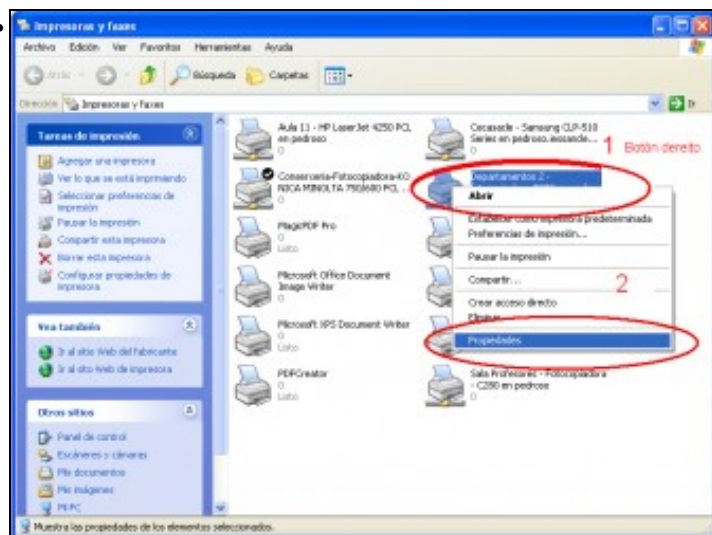 Impresoras y faxes
Archivo Edición Ver Favoritos Herramientas Ayuda
Atrás Búsqueda Carpetas
Dirección Impresoras y faxes Ir
Tareas de impresión
Agregar una impresora
Ver lo que se está imprimiendo
Seleccionar preferencias de
impresión
Pausar la impresión
Compartir esta impresora
Borrar esta impresora
Configurar propiedades de
impresora
Vea también
Ir al sitio Web del fabricante
Ir al sitio Web de impresora
Otros sitios
Panel de control
Escáneres y cámaras
Mis documentos
Mis imágenes
Mi PC
Aula 11 - HP LaserJet 4250 PCL
en pedroso
0
Conserxeria-Fotocopiadora-KO
NICA MINOLTA 750/600 PCL ...
0
MagicPDF Pro
0
Listo
Microsoft Office Document
Image Writer
0
Microsoft XPS Document Writer
0
Listo
PDFCreator
0
Listo
Cocasade - Samsung CLP-510
Series en pedroso.iessande...
0
1 Botón dereito
Departamentos 2 -
Abrir
Establecer como impresora predeterminada
Preferencias de impresión...
Pausar la impresión
Compartir...
2
Crear acceso directo
Eliminar
Propiedades
Sala Profesores - Fotocopiadora
- C280 en pedroso
0
Muestra las propiedades de los elementos seleccionados.